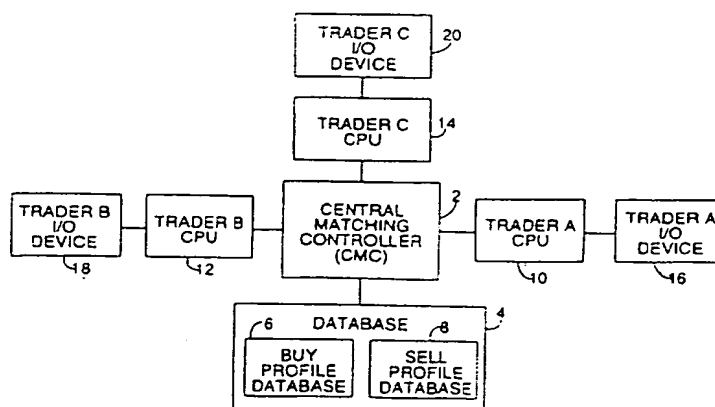 TRADER C
I/O
DEVICE
20
TRADER C
CPU
14
TRADER B
I/O
DEVICE
18
TRADER B
CPU
12
CENTRAL
MATCHING
CONTROLLER
(CMC)
2
TRADER A
CPU
10
TRADER A
I/O
DEVICE
16
DATABASE
4
6
BUY
PROFILE
DATABASE
8
SELL
PROFILE
DATABASE